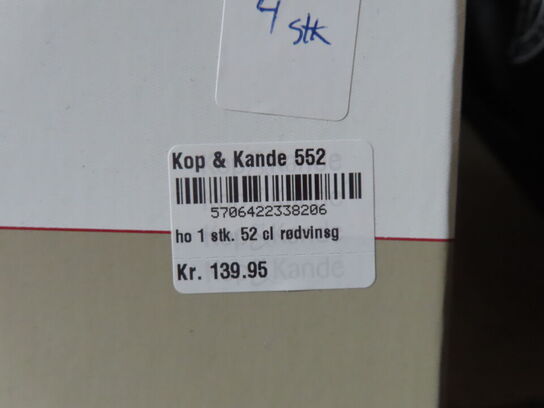 4
stk
Kop & Kande 552
5706422338206
ho 1 stk. 52 cl rødvinsg
Kr. 139.95